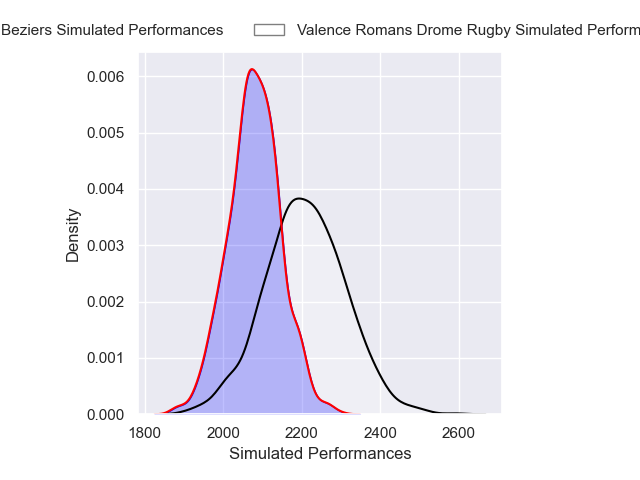 Beziers Simulated Performances Valence Romans Drome Rugby Simulated Perform
0.006
0.005
0.004
0.003
0.002
0.001
0.000
Density
1800 2000 2200 2400 2600
Simulated Performances